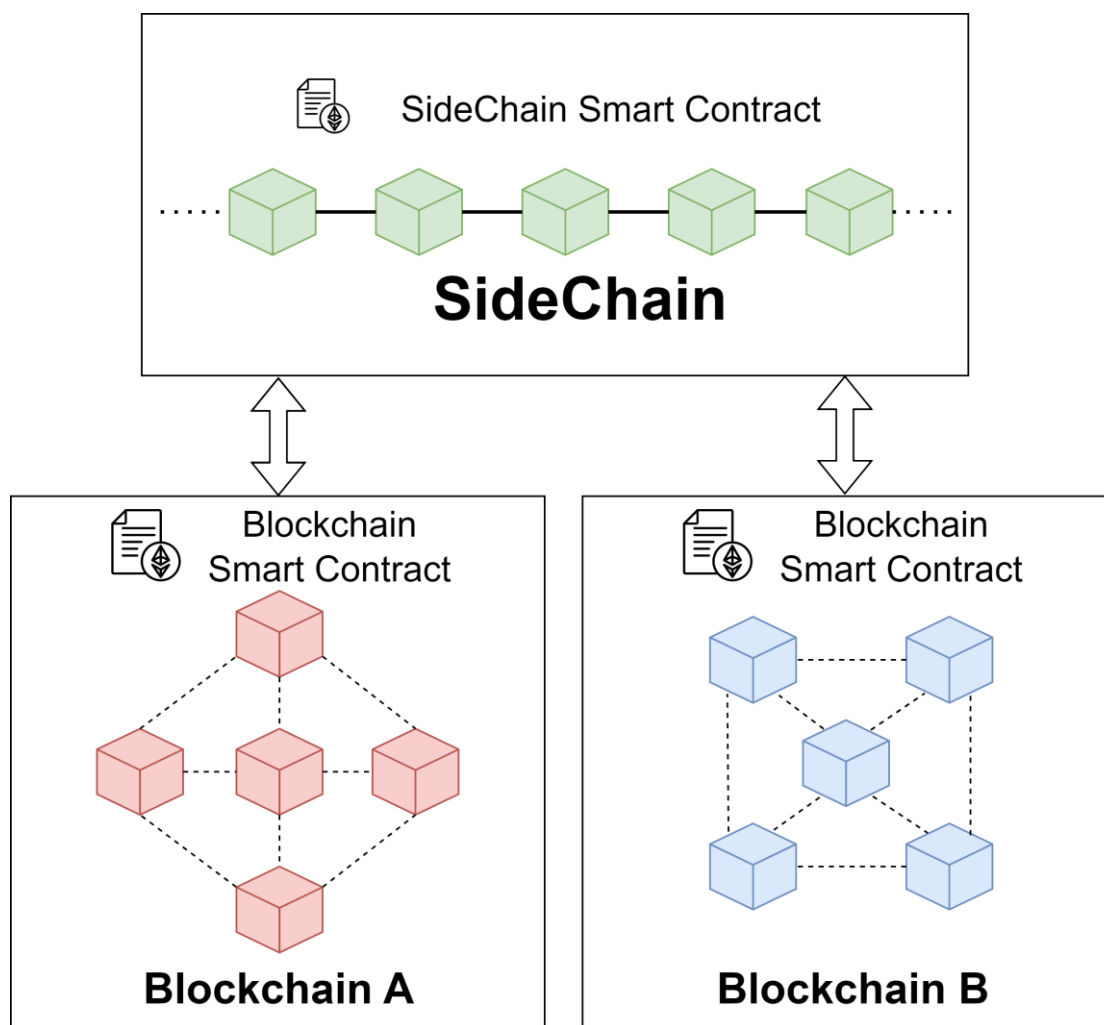 SideChain Smart Contract
SideChain
Blockchain
Smart Contract
Blockchain A
Blockchain
Smart Contract
Blockchain B